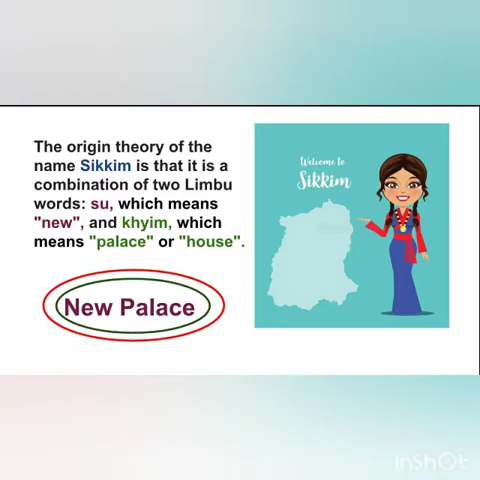 The origin theory of the
name Sikkim is that it is a
combination of two Limbu
words: su, which means
"new", and khyim, which
means "palace" or "house".
New Palace
Welcome to
Sikkim
InShOt